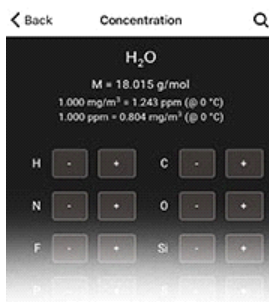 Back Concentration
H₂O
M = 18.015 g/mol
1.000 mg/m³ = 1.243 ppm (@ 0 °C)
1.000 ppm = 0.804 mg/m³ (@ 0 °C)
H - + C - +
N - + O - +
F - + Si - +